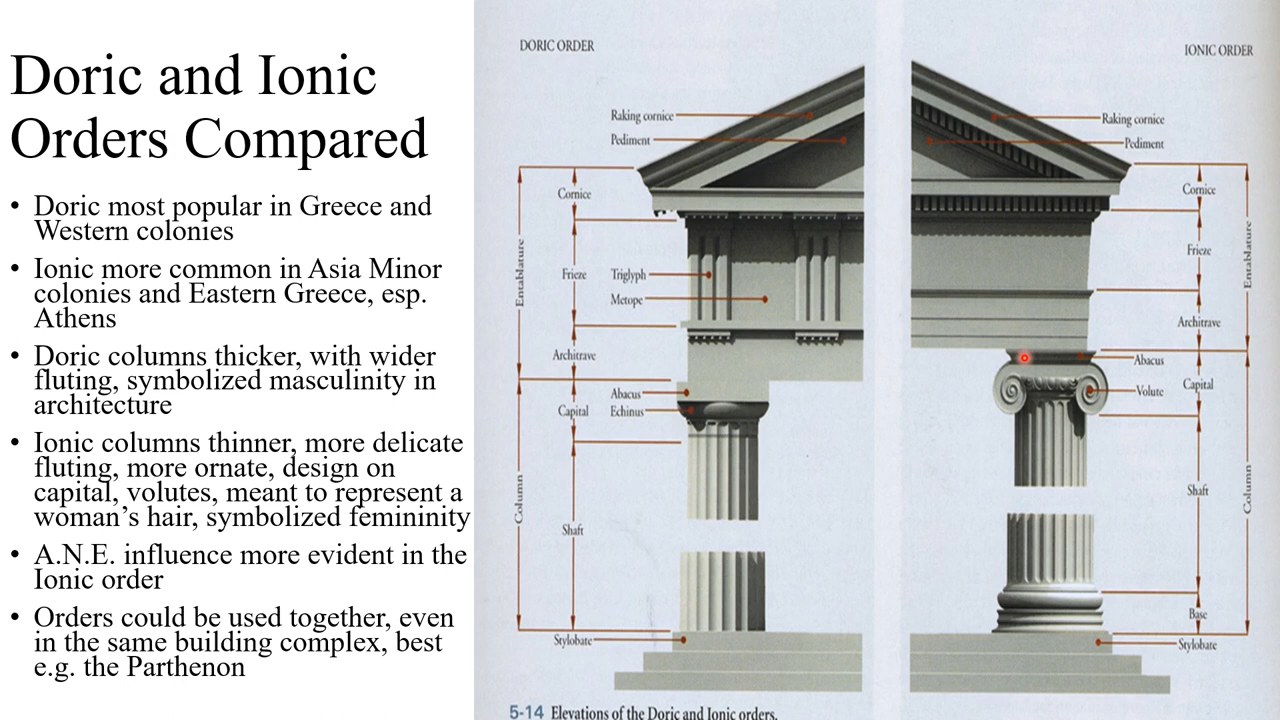 Doric and Ionic
Orders Compared
• Doric most popular in Greece and
Western colonies
• Ionic more common in Asia Minor
colonies and Eastern Greece, esp.
Athens
• Doric columns thicker, with wider
fluting, symbolized masculinity in
architecture
• Ionic columns thinner, more delicate
fluting, more ornate, design on
capital, volutes, meant to represent a
woman’s hair, symbolized femininity
• A.N.E. influence more evident in the
Ionic order
• Orders could be used together, even
in the same building complex, best
e.g. the Parthenon
DORIC ORDER
Raking cornice
Pediment
Cornice
Entablature
Frieze
Triglyph
Metope
Architrave
Abacus
Capital
Echinus
Column
Shaft
Stylobate
IONIC ORDER
Raking cornice
Pediment
Cornice
Entablature
Frieze
Architrave
Abacus
Capital
Volute
Shaft
Column
Base
Stylobate
5-14 Elevations of the Doric and Ionic orders.